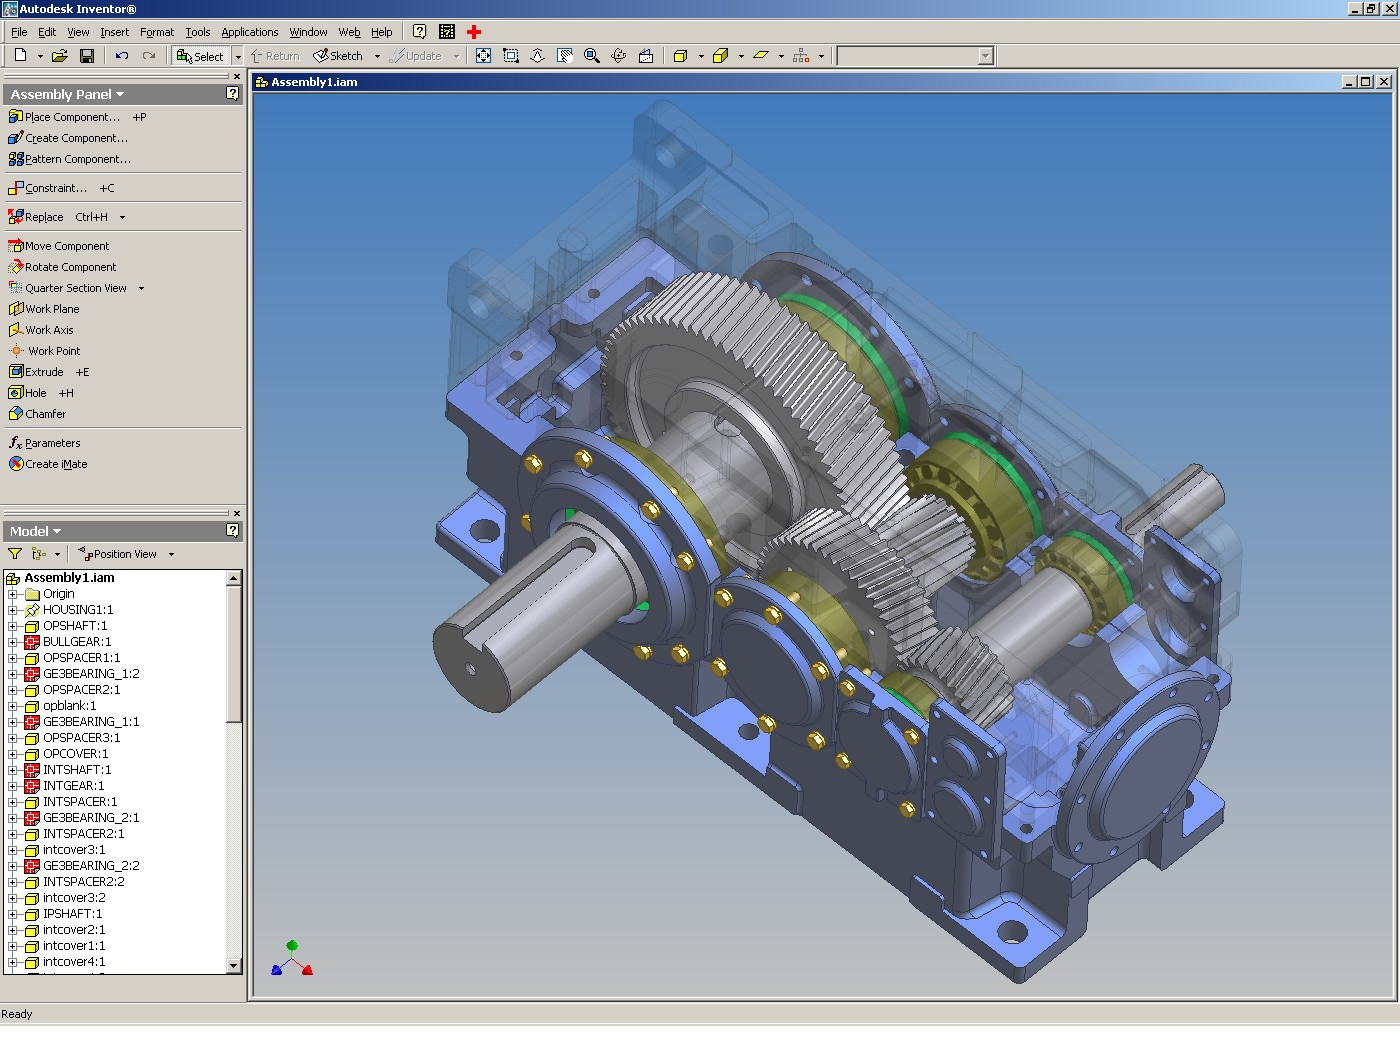 Autodesk Inventor®
File Edit View Insert Format Tools Applications Window Web Help
Select Return Sketch Update
Assembly Panel
Assembly1.iam
Place Component... +P
Create Component...
Pattern Component...
Constraint... +C
Replace Ctrl+H
Move Component
Rotate Component
Quarter Section View
Work Plane
Work Axis
Work Point
Extrude +E
Hole +H
Chamfer
fx Parameters
Create iMate
Model
Position View
Assembly1.iam
Origin
HOUSING1:1
OPSHAFT:1
BULLGEAR:1
OPSPACER1:1
GE3BEARING_1:2
OPSPACER2:1
opblank:1
GE3BEARING_1:1
OPSPACER3:1
OPCOVER:1
INTSHAFT:1
INTGEAR:1
INTSPACER:1
GE3BEARING_2:1
INTSPACER2:1
intcover3:1
GE3BEARING_2:2
INTSPACER2:2
intcover3:2
IPSHAFT:1
intcover2:1
intcover1:1
intcover4:1
Ready